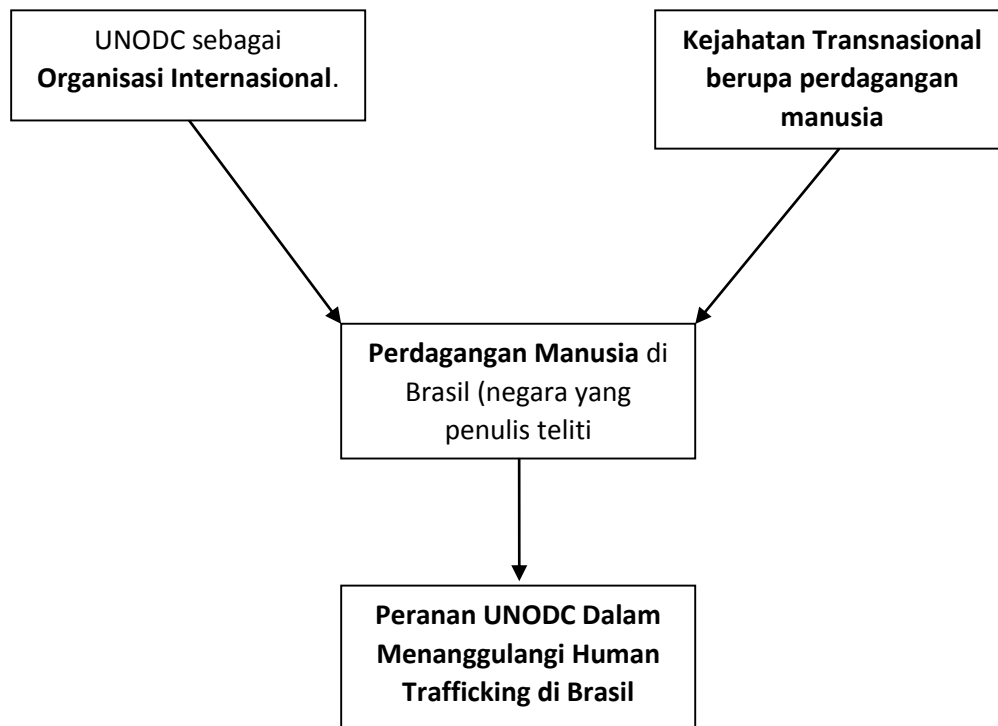 UNODC sebagai
Organisasi Internasional.
Kejahatan Transnasional
berupa perdagangan
manusia
Perdagangan Manusia di
Brasil (negara yang
penulis teliti
Peranan UNODC Dalam
Menanggulangi Human
Trafficking di Brasil